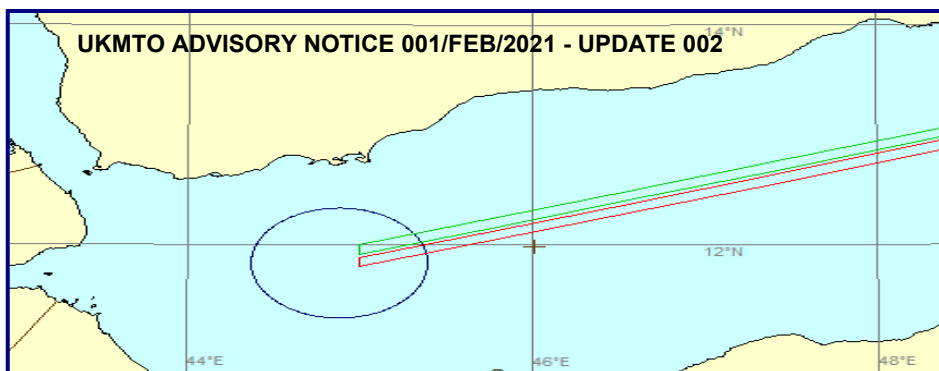 UKMTO ADVISORY NOTICE 001/FEB/2021 - UPDATE 002
14°N
12°N
44°E
46°E
48°E